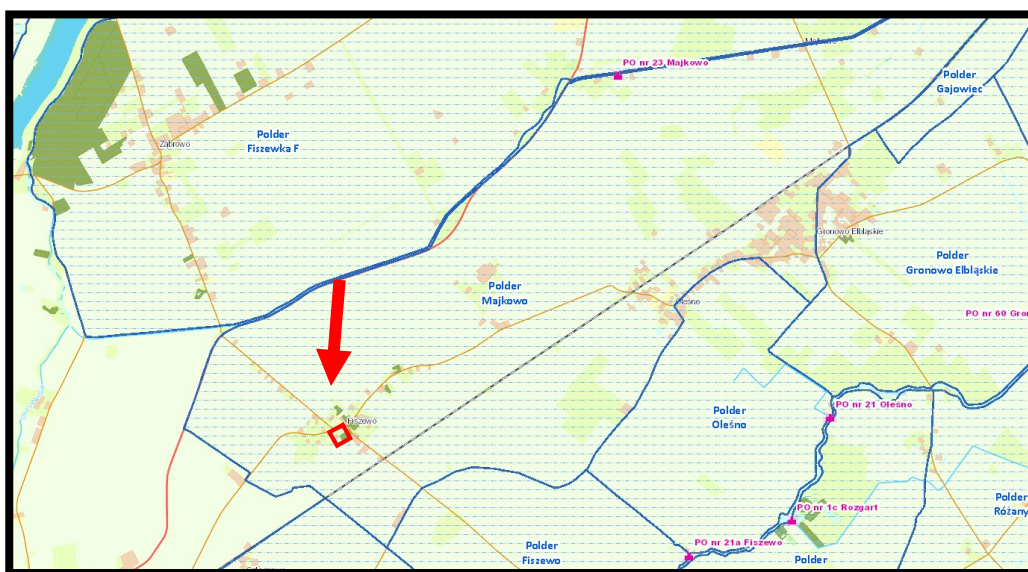 PO nr 23 Majkowo
Polder
Gajowiec
Polder
Fiszewka F
Ząbrowo
Gronowo Elbląskie
Polder
Gronowo Elbląskie
Polder
Majkowo
Oleśno
PO nr 60 Gron
PO nr 21 Oleśno
Polder
Oleśno
Fiszewo
PO nr 1c Rozgart
Polder
Różany
PO nr 21a Fiszewo
Polder
Fiszewo
Polder